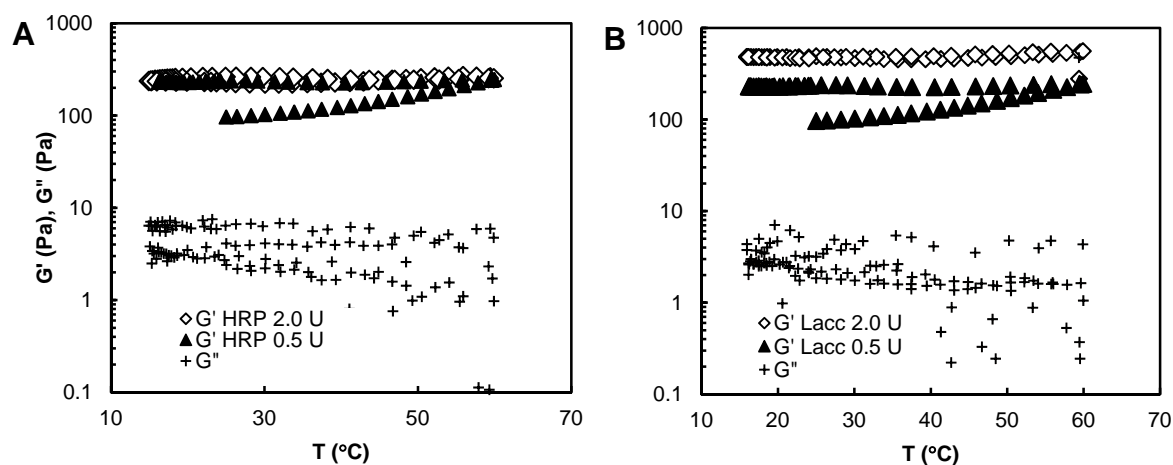 A
1000
100
10
1
0.1
G' (Pa), G" (Pa)
◇ G' HRP 2.0 U
▲ G' HRP 0.5 U
+ G"
10 30 50 70
T (°C)
B
1000
100
10
1
0.1
◇ G' Lacc 2.0 U
▲ G' Lacc 0.5 U
+ G"
10 20 30 40 50 60 70
T (°C)